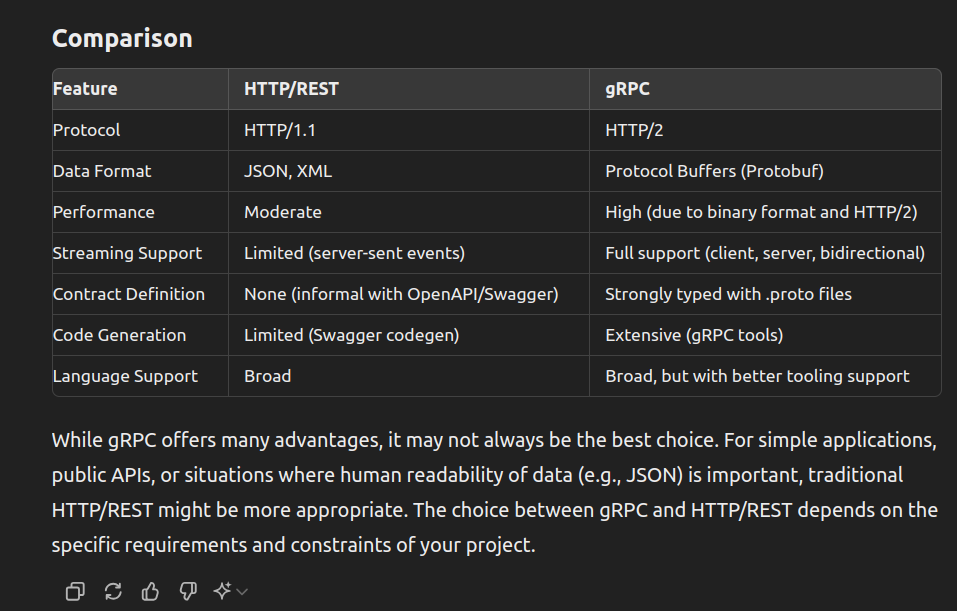 Comparison
Feature HTTP/REST gRPC
Protocol HTTP/1.1 HTTP/2
Data Format JSON, XML Protocol Buffers (Protobuf)
Performance Moderate High (due to binary format and HTTP/2)
Streaming Support Limited (server-sent events) Full support (client, server, bidirectional)
Contract Definition None (informal with OpenAPI/Swagger) Strongly typed with .proto files
Code Generation Limited (Swagger codegen) Extensive (gRPC tools)
Language Support Broad Broad, but with better tooling support
While gRPC offers many advantages, it may not always be the best choice. For simple applications,
public APIs, or situations where human readability of data (e.g., JSON) is important, traditional
HTTP/REST might be more appropriate. The choice between gRPC and HTTP/REST depends on the
specific requirements and constraints of your project.